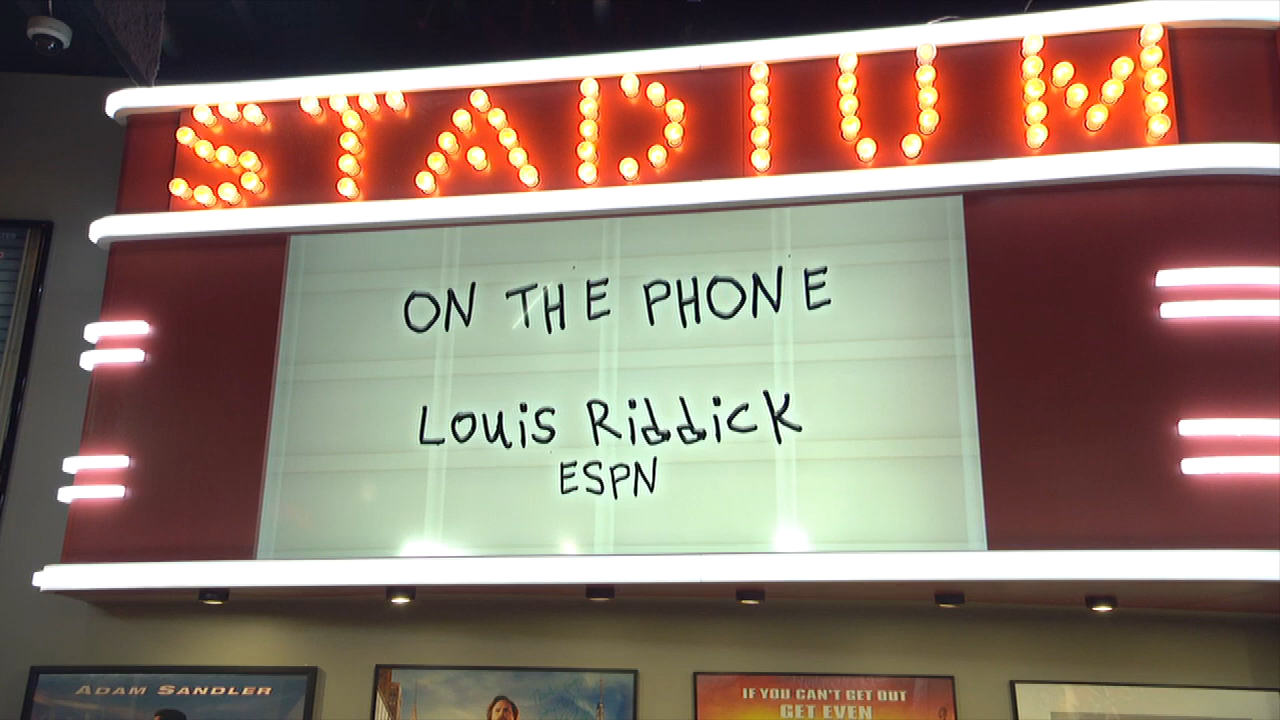 STADIUM
ON THE PHONE
Louis Riddick
ESPN
ADAM SANDLER
IF YOU CAN'T GET OUT
GET EVEN